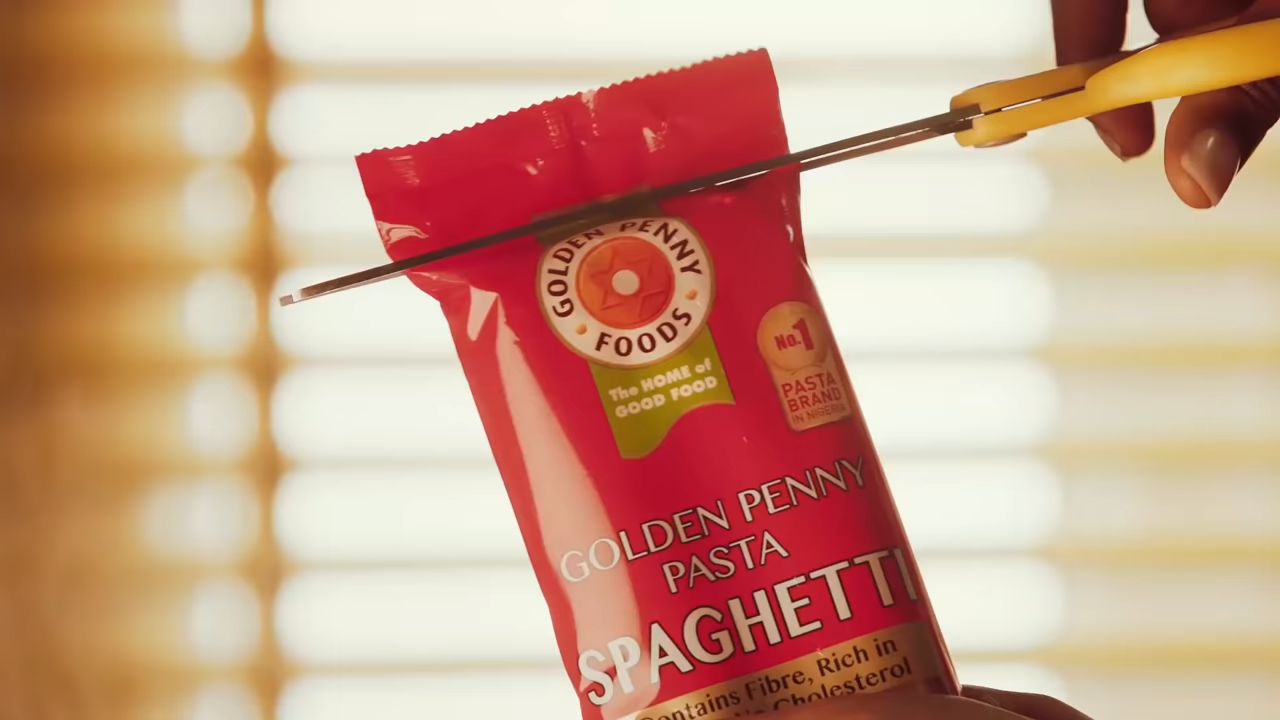 GOLDEN PENNY
FOODS
The HOME of
GOOD FOOD
No.1
PASTA
BRAND
IN NIGERIA
GOLDEN PENNY
PASTA
SPAGHETTI
Contains Fibre, Rich in
Cholesterol